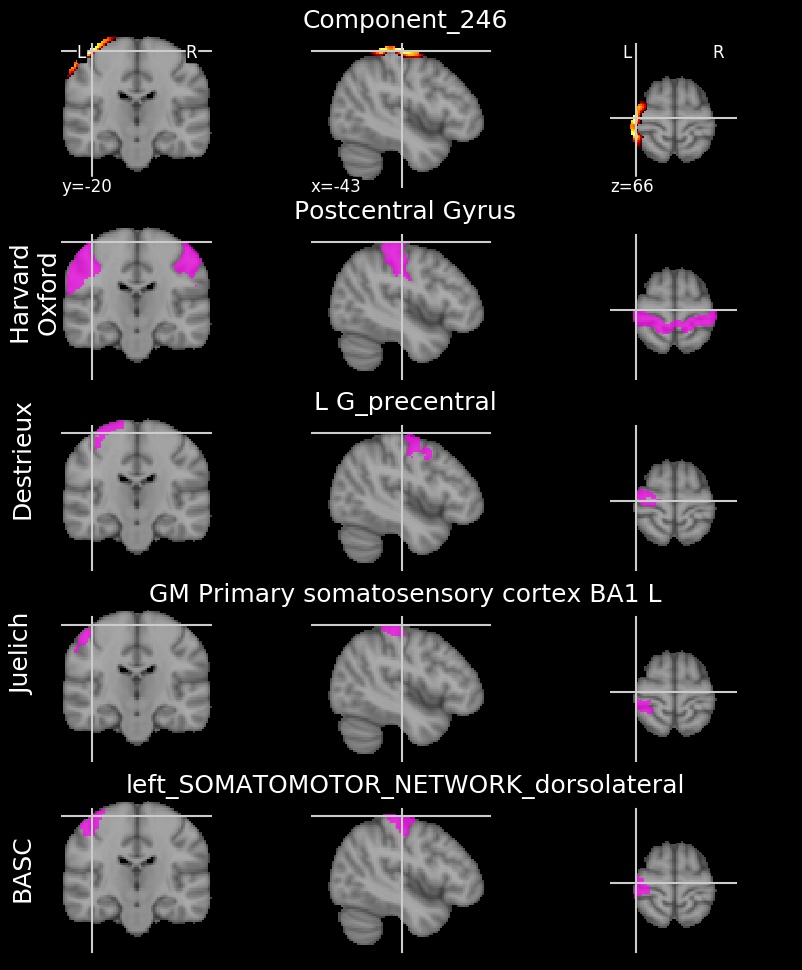 Component_246
L R
L R
y=-20 x=-43 z=66
Postcentral Gyrus
Harvard
Oxford
L G_precentral
Destrieux
GM Primary somatosensory cortex BA1 L
Juelich
left_SOMATOMOTOR_NETWORK_dorsolateral
BASC